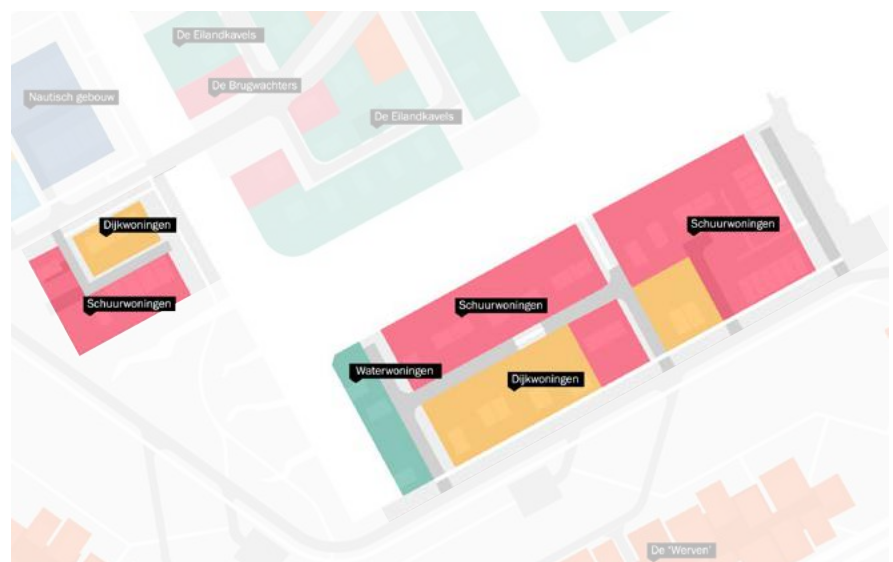 De Eilandkavels
De Brugwachters
Nautisch gebouw
De Eilandkavels
Dijkwoningen
Schuurwoningen
Schuurwoningen
Schuurwoningen
Waterwoningen
Dijkwoningen
De 'Werven'